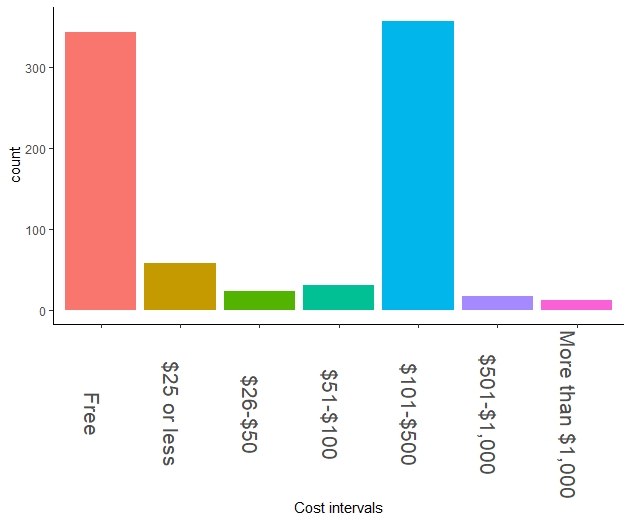 count
300
200
100
0
Free
$25 or less
$26-$50
$51-$100
$101-$500
$501-$1,000
More than $1,000
Cost intervals